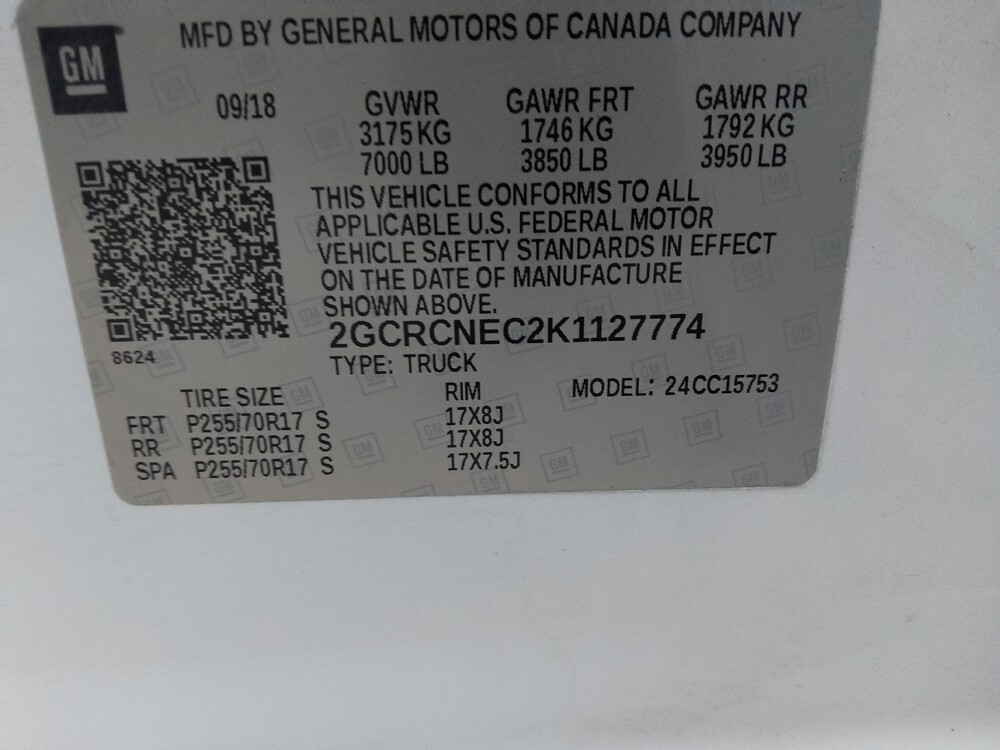 GM
MFD BY GENERAL MOTORS OF CANADA COMPANY
09/18 GVWR GAWR FRT GAWR RR
3175 KG 1746 KG 1792 KG
7000 LB 3850 LB 3950 LB
THIS VEHICLE CONFORMS TO ALL
APPLICABLE U.S. FEDERAL MOTOR
VEHICLE SAFETY STANDARDS IN EFFECT
ON THE DATE OF MANUFACTURE
SHOWN ABOVE.
2GCRCNEC2K1127774
8624
TYPE: TRUCK
TIRE SIZE RIM MODEL: 24CC15753
FRT P255/70R17 S 17X8J
RR P255/70R17 S 17X8J
SPA P255/70R17 S 17X7.5J